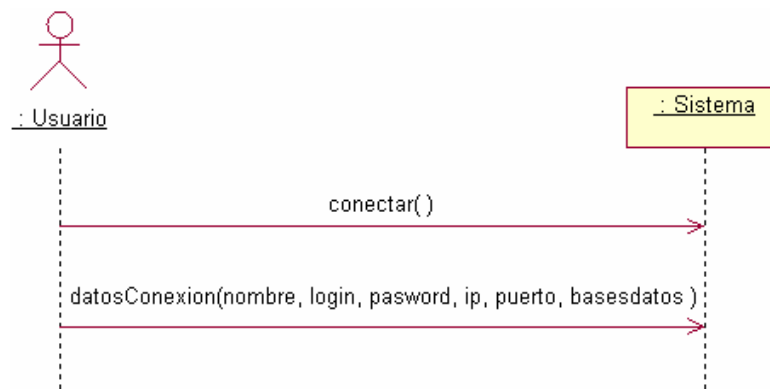 : Usuario
: Sistema
conectar( )
datosConexion(nombre, login, pasword, ip, puerto, basesdatos )